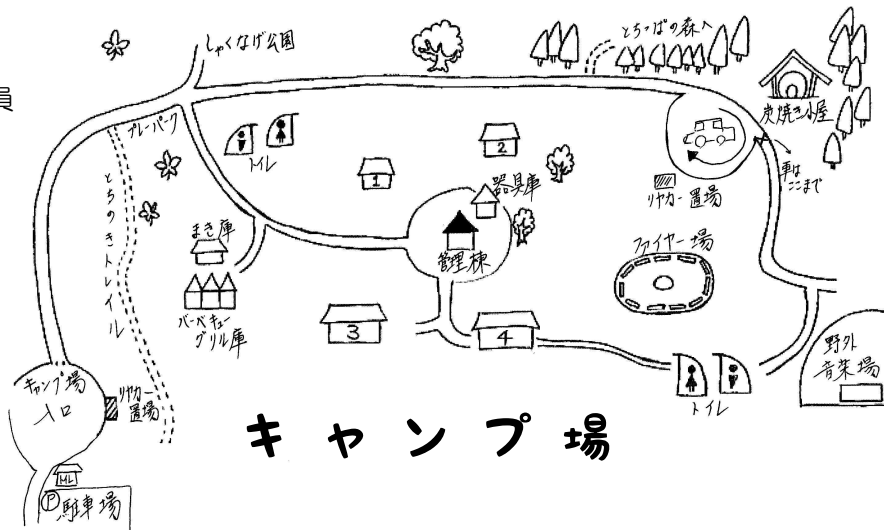 員
しゃくなげ公園
とちっぱの森へ
炭焼き小屋
車は
ここまで
リヤカー置場
プレーパーク
トイレ
1
2
器具庫
管理棟
とちのきトレイル
まき庫
バーベキュー
グリル庫
ファイヤー場
3
4
野外
音楽場
トイレ
キャンプ場
入口
リヤカー
置場
キャンプ場
P
駐車場